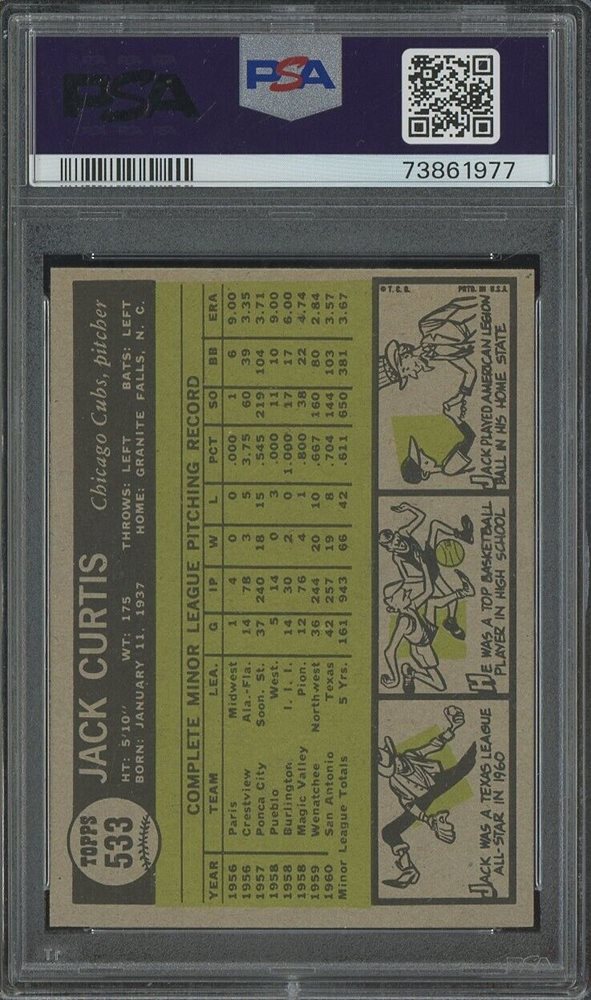 PSA
PSA
73861977
TOPPS
533
JACK CURTIS Chicago Cubs, pitcher
HT: 5'10" WT: 175 THROWS: LEFT BATS: LEFT
BORN: JANUARY 11, 1937 HOME: GRANITE FALLS, N. C.
COMPLETE MINOR LEAGUE PITCHING RECORD
YEAR TEAM LEA. G IP W L PCT SO BB ERA
1956 Paris Midwest 1 4 0 0 .000 1 6 9.00
1956 Crestview Ala.-Fla. 14 78 3 5 3.75 60 39 3.35
1957 Ponca City Soon. St. 37 240 18 15 .545 219 104 3.71
1958 Pueblo West. 5 14 0 3 .000 11 10 9.00
1958 Burlington I. I. I. 14 30 2 0 1.000 17 17 6.00
1958 Magic Valley Pion. 12 76 4 1 .800 38 22 4.74
1959 Wenatchee Northwest 36 244 20 10 .667 160 80 2.84
1960 San Antonio Texas 42 257 19 8 .704 144 103 3.57
Minor League Totals 5 Yrs. 161 943 66 42 .611 650 381 3.67
JACK WAS A TEXAS LEAGUE
ALL-STAR IN 1960
HE WAS A TOP BASKETBALL
PLAYER IN HIGH SCHOOL
© T. C. G. PRTD. IN U.S.A.
JACK PLAYED AMERICAN LEGION
BALL IN HIS HOME STATE